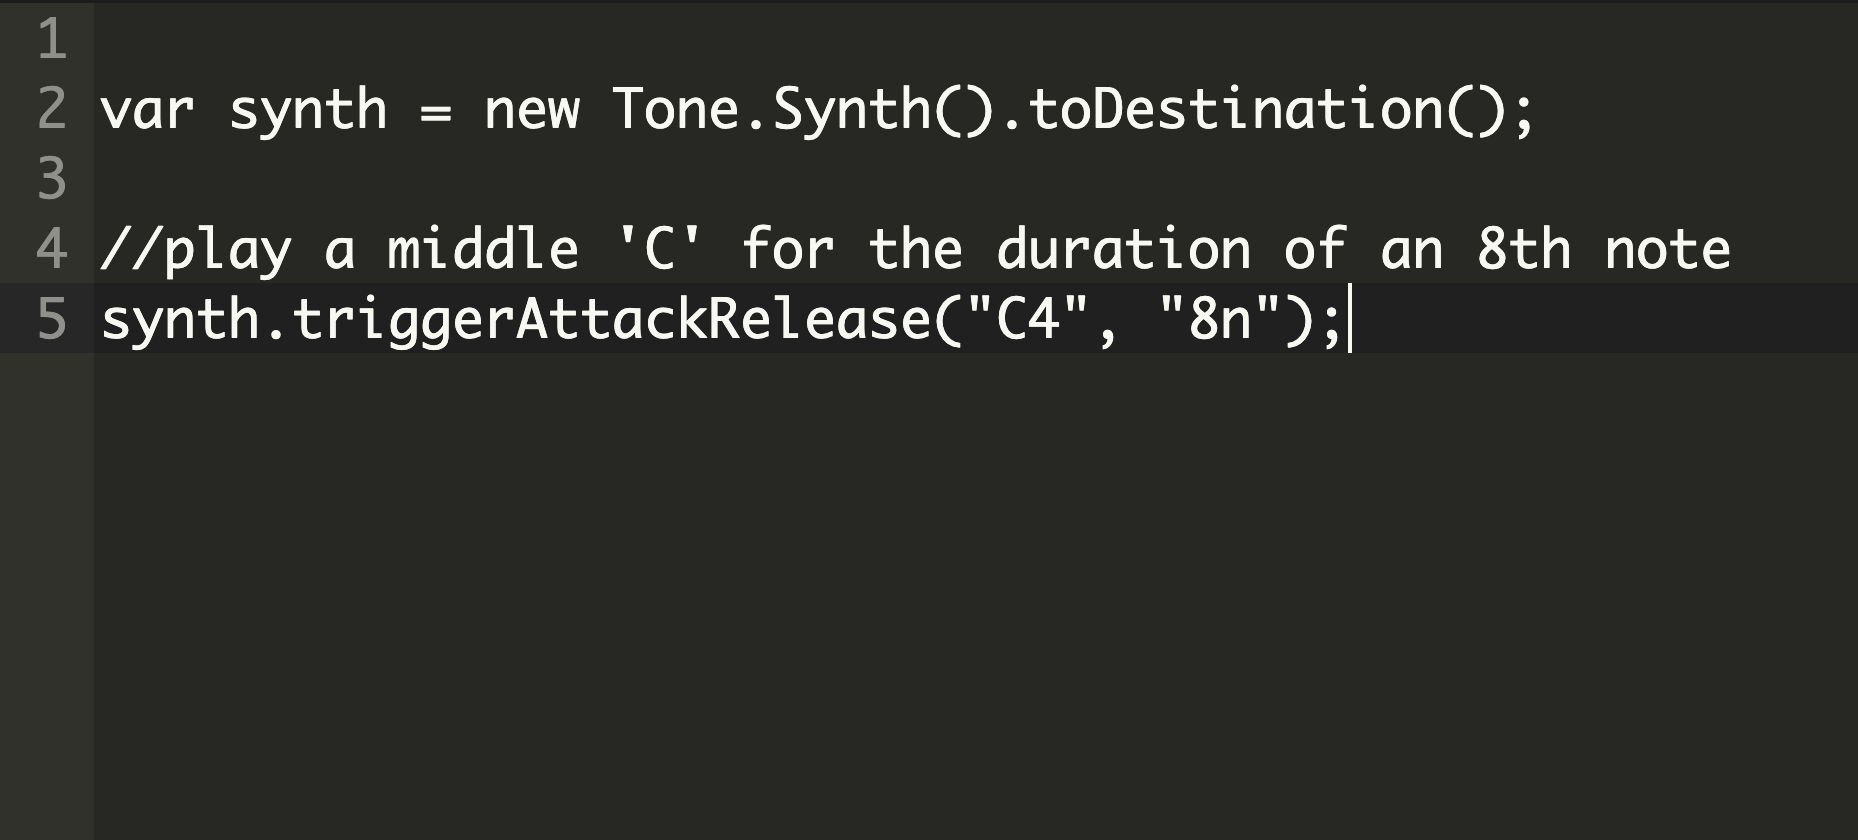 1
2 var synth = new Tone.Synth().toDestination();
3
4 //play a middle 'C' for the duration of an 8th note
5 synth.triggerAttackRelease("C4", "8n");